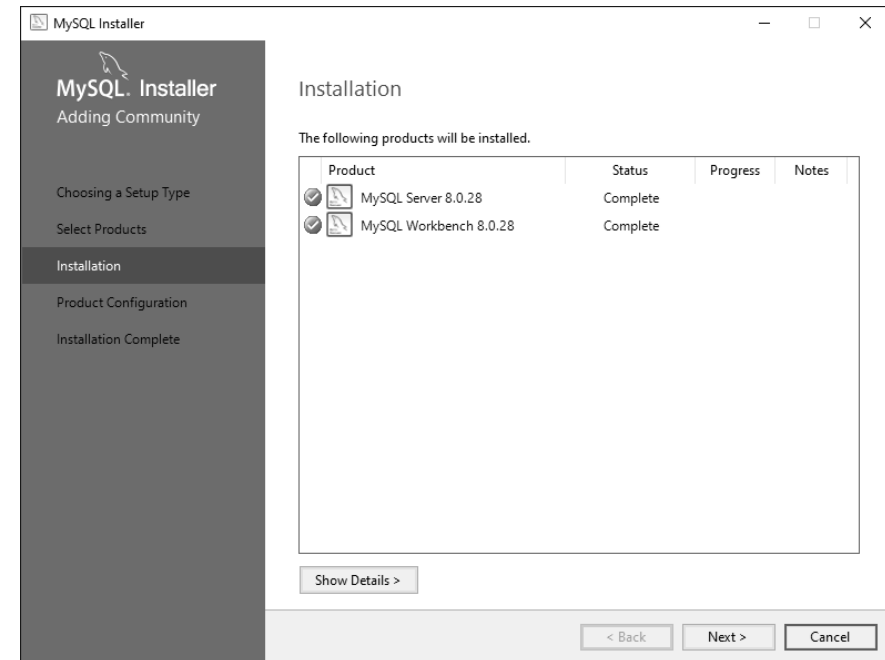 MySQL Installer
MySQL. Installer
Adding Community
Choosing a Setup Type
Select Products
Installation
Product Configuration
Installation Complete
Installation
The following products will be installed.
Product Status Progress Notes
MySQL Server 8.0.28 Complete
MySQL Workbench 8.0.28 Complete
Show Details >
< Back Next > Cancel